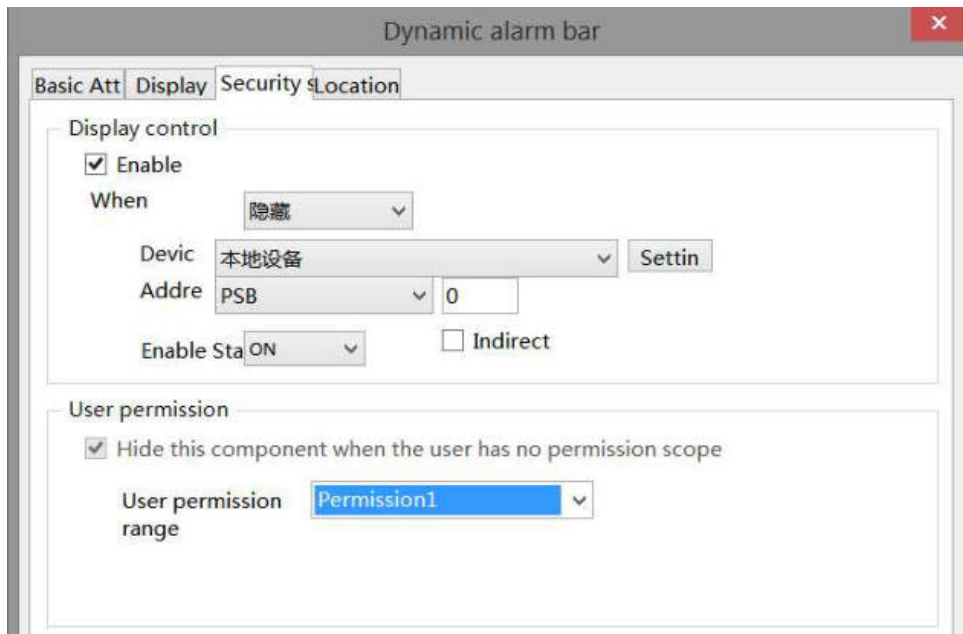 Dynamic alarm bar
Basic Att Display Security s Location
Display control
Enable
When 隐藏
Devic 本地设备 Settin
Addre PSB 0
Enable Sta ON Indirect
User permission
Hide this component when the user has no permission scope
User permission Permission1
range